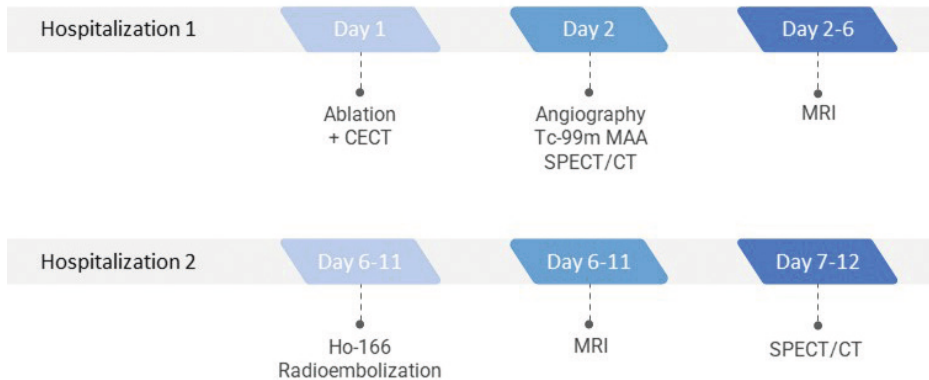 Hospitalization 1
Day 1
Day 2
Day 2-6
Ablation
+ CECT
Angiography
Tc-99m MAA
SPECT/CT
MRI
Hospitalization 2
Day 6-11
Day 6-11
Day 7-12
Ho-166
Radioembolization
MRI
SPECT/CT